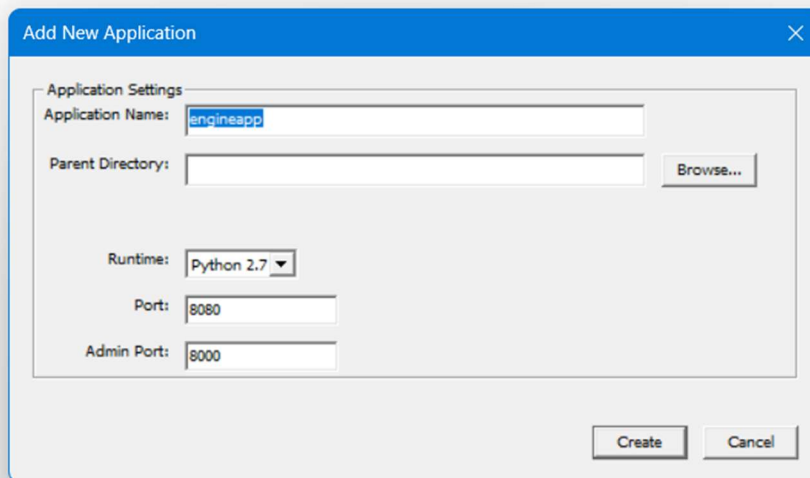 Add New Application
Application Settings
Application Name: engineapp
Parent Directory:
Browse...
Runtime: Python 2.7
Port: 8080
Admin Port: 8000
Create Cancel